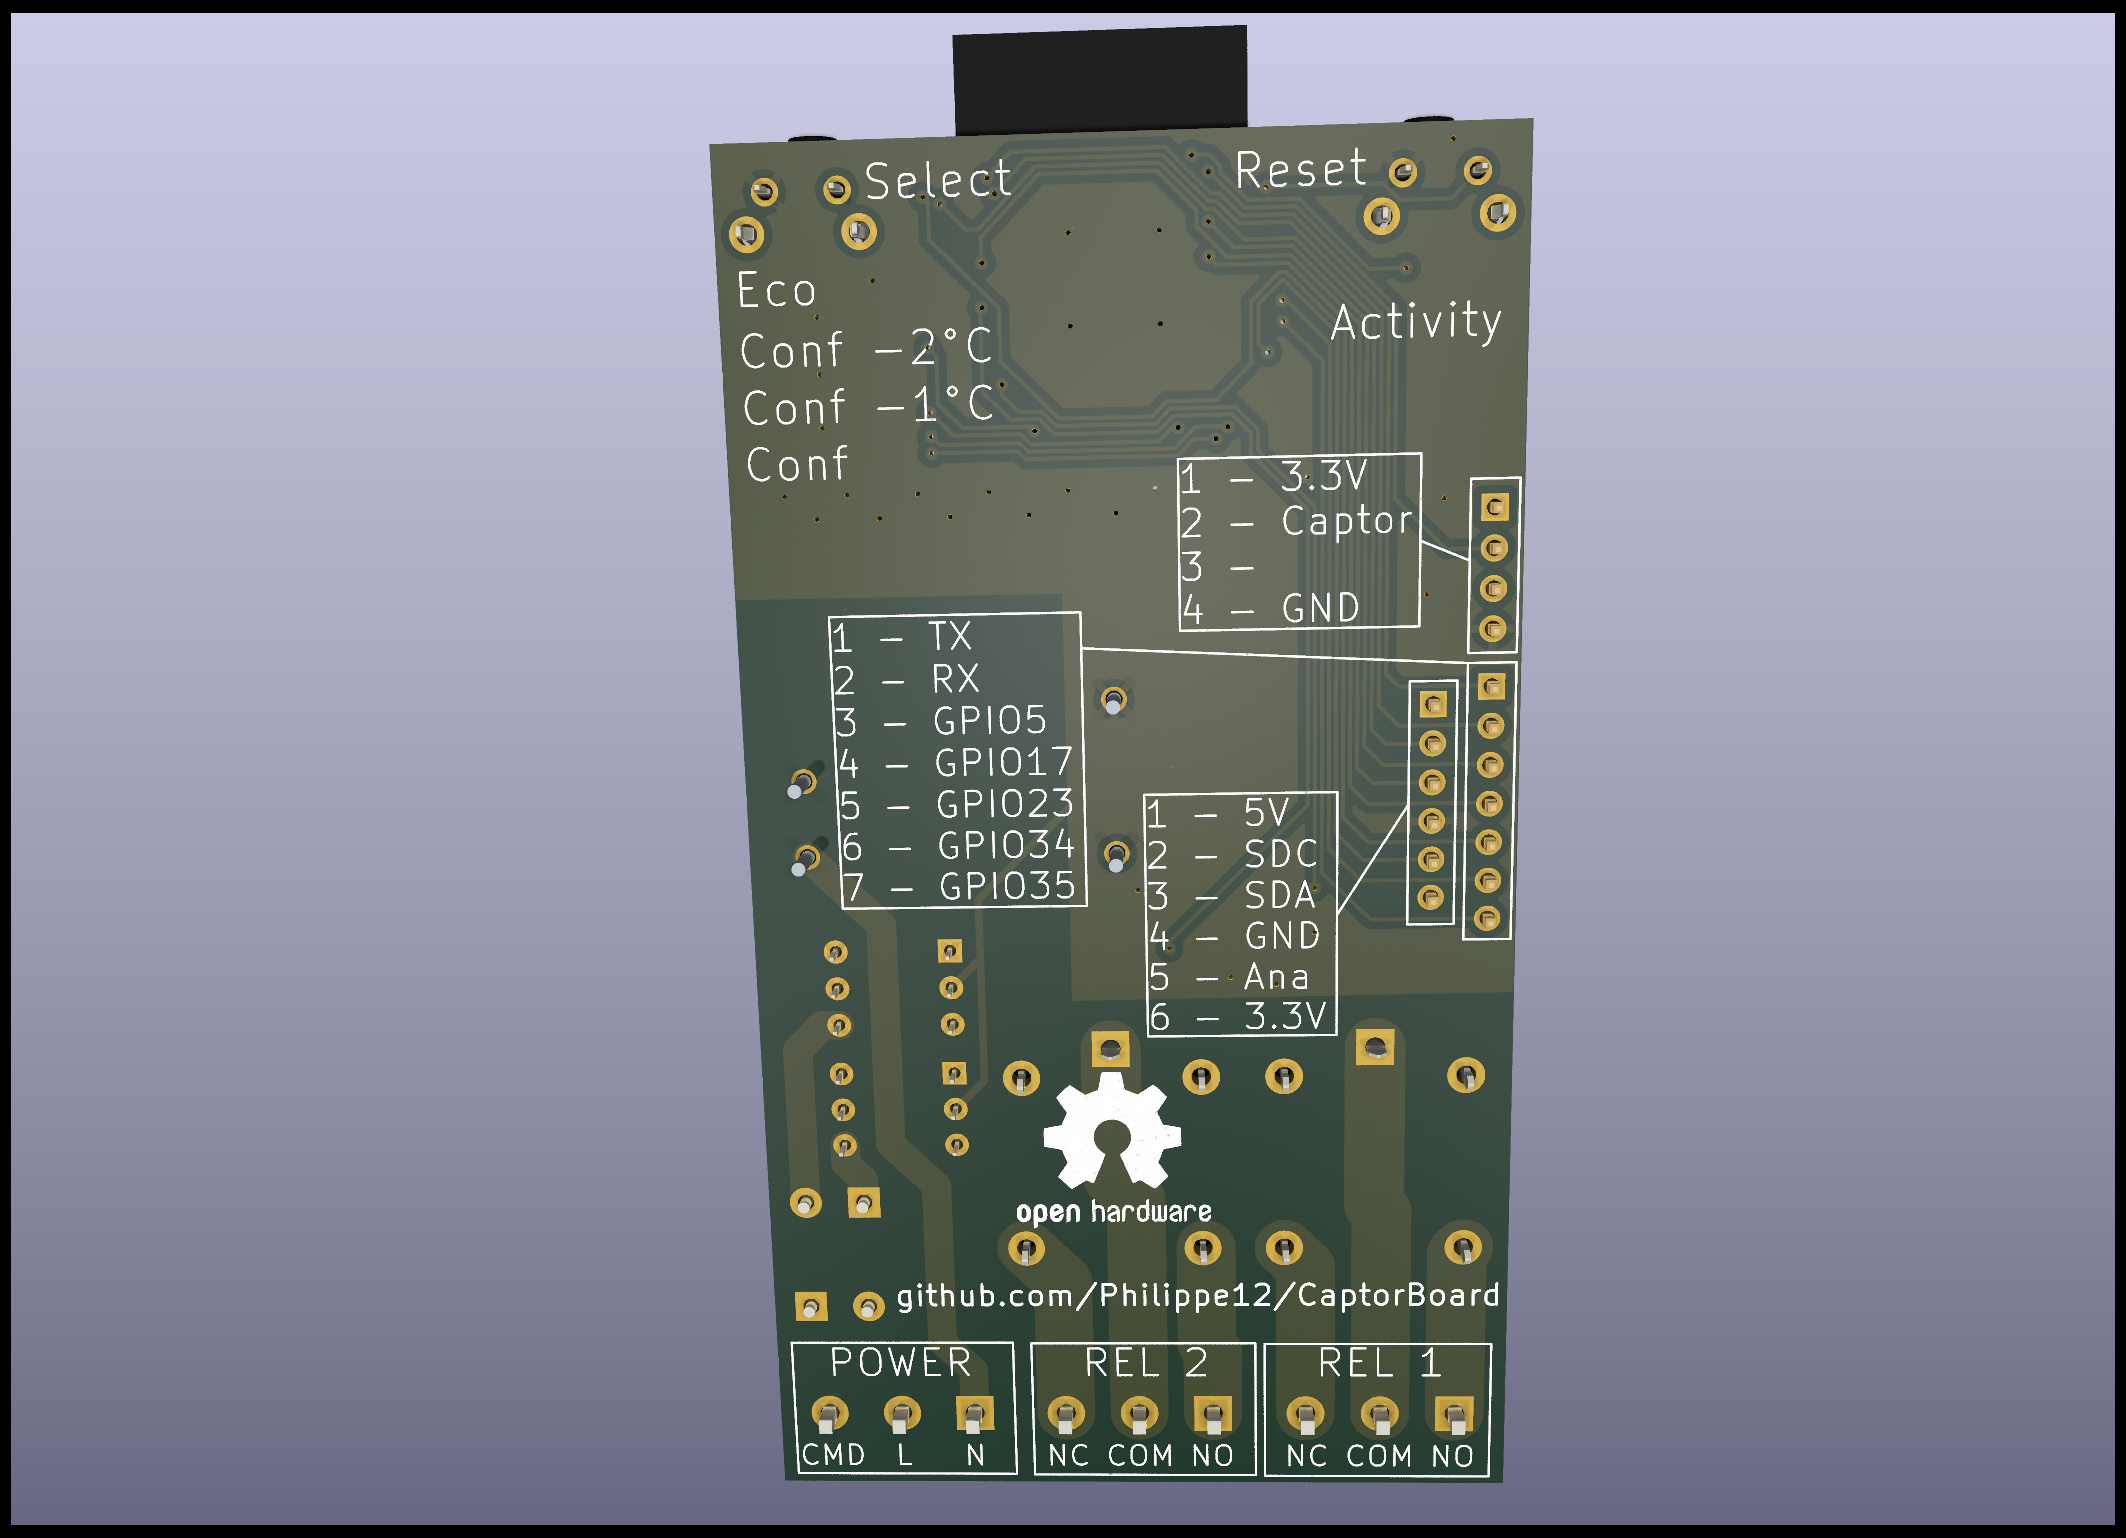 Select
Reset
Eco
Activity
Conf -2°C
Conf -1°C
Conf
1 - 3.3V
2 - Captor
3 -
4 - GND
1 - TX
2 - RX
3 - GPIO5
4 - GPIO17
5 - GPIO23
6 - GPIO34
7 - GPIO35
1 - 5V
2 - SDC
3 - SDA
4 - GND
5 - Ana
6 - 3.3V
open hardware
github.com/Philippe12/CaptorBoard
POWER
CMD L N
REL 2
NC COM NO
REL 1
NC COM NO